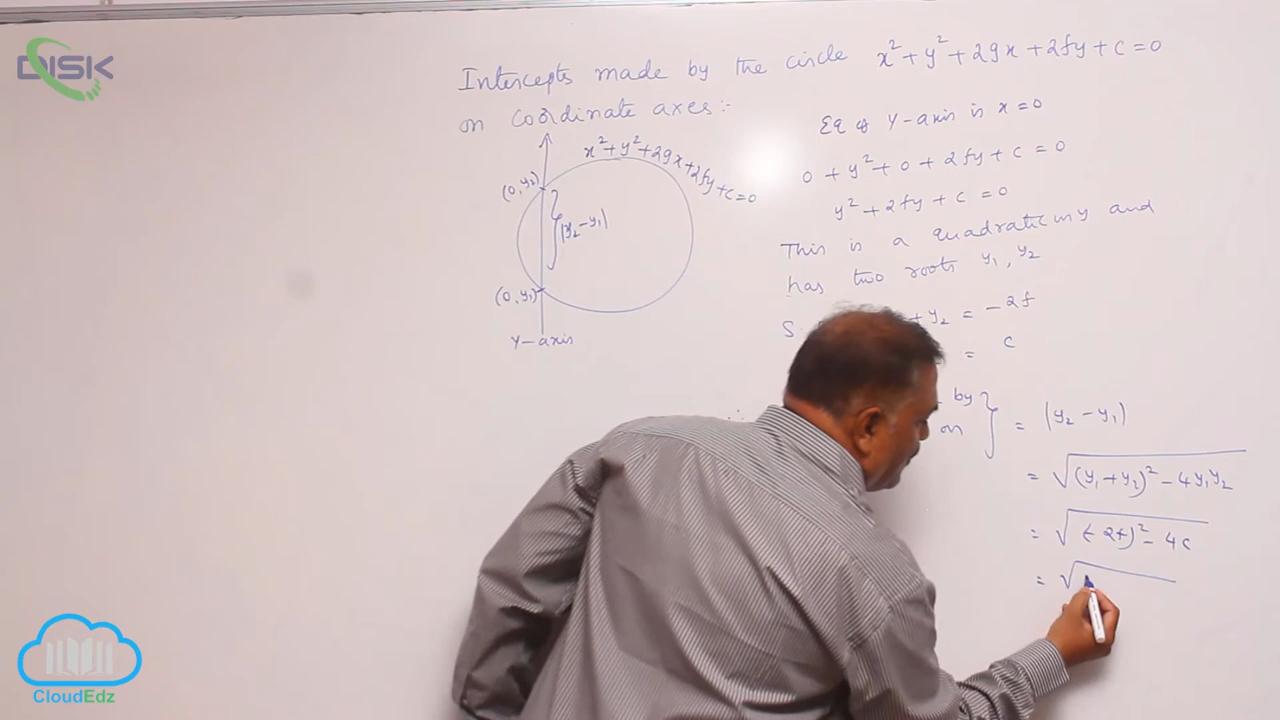 DISK
Intercepts made by the circle x² + y² + 2gx + 2fy + c = 0
on coordinate axes :-
x² + y² + 2gx + 2fy + c = 0
(0, y₂)
|y₂ - y₁|
(0, y₁)
Y-axis
Eq of Y-axis is x = 0
0 + y² + 0 + 2fy + c = 0
y² + 2fy + c = 0
This is a quadratic in y and
has two roots y₁, y₂
S. + y₂ = -2f
= c
by
on } = |y₂ - y₁|
= √(y₁ + y₂)² - 4y₁y₂
= √(-2f)² - 4c
= √
CloudEdz